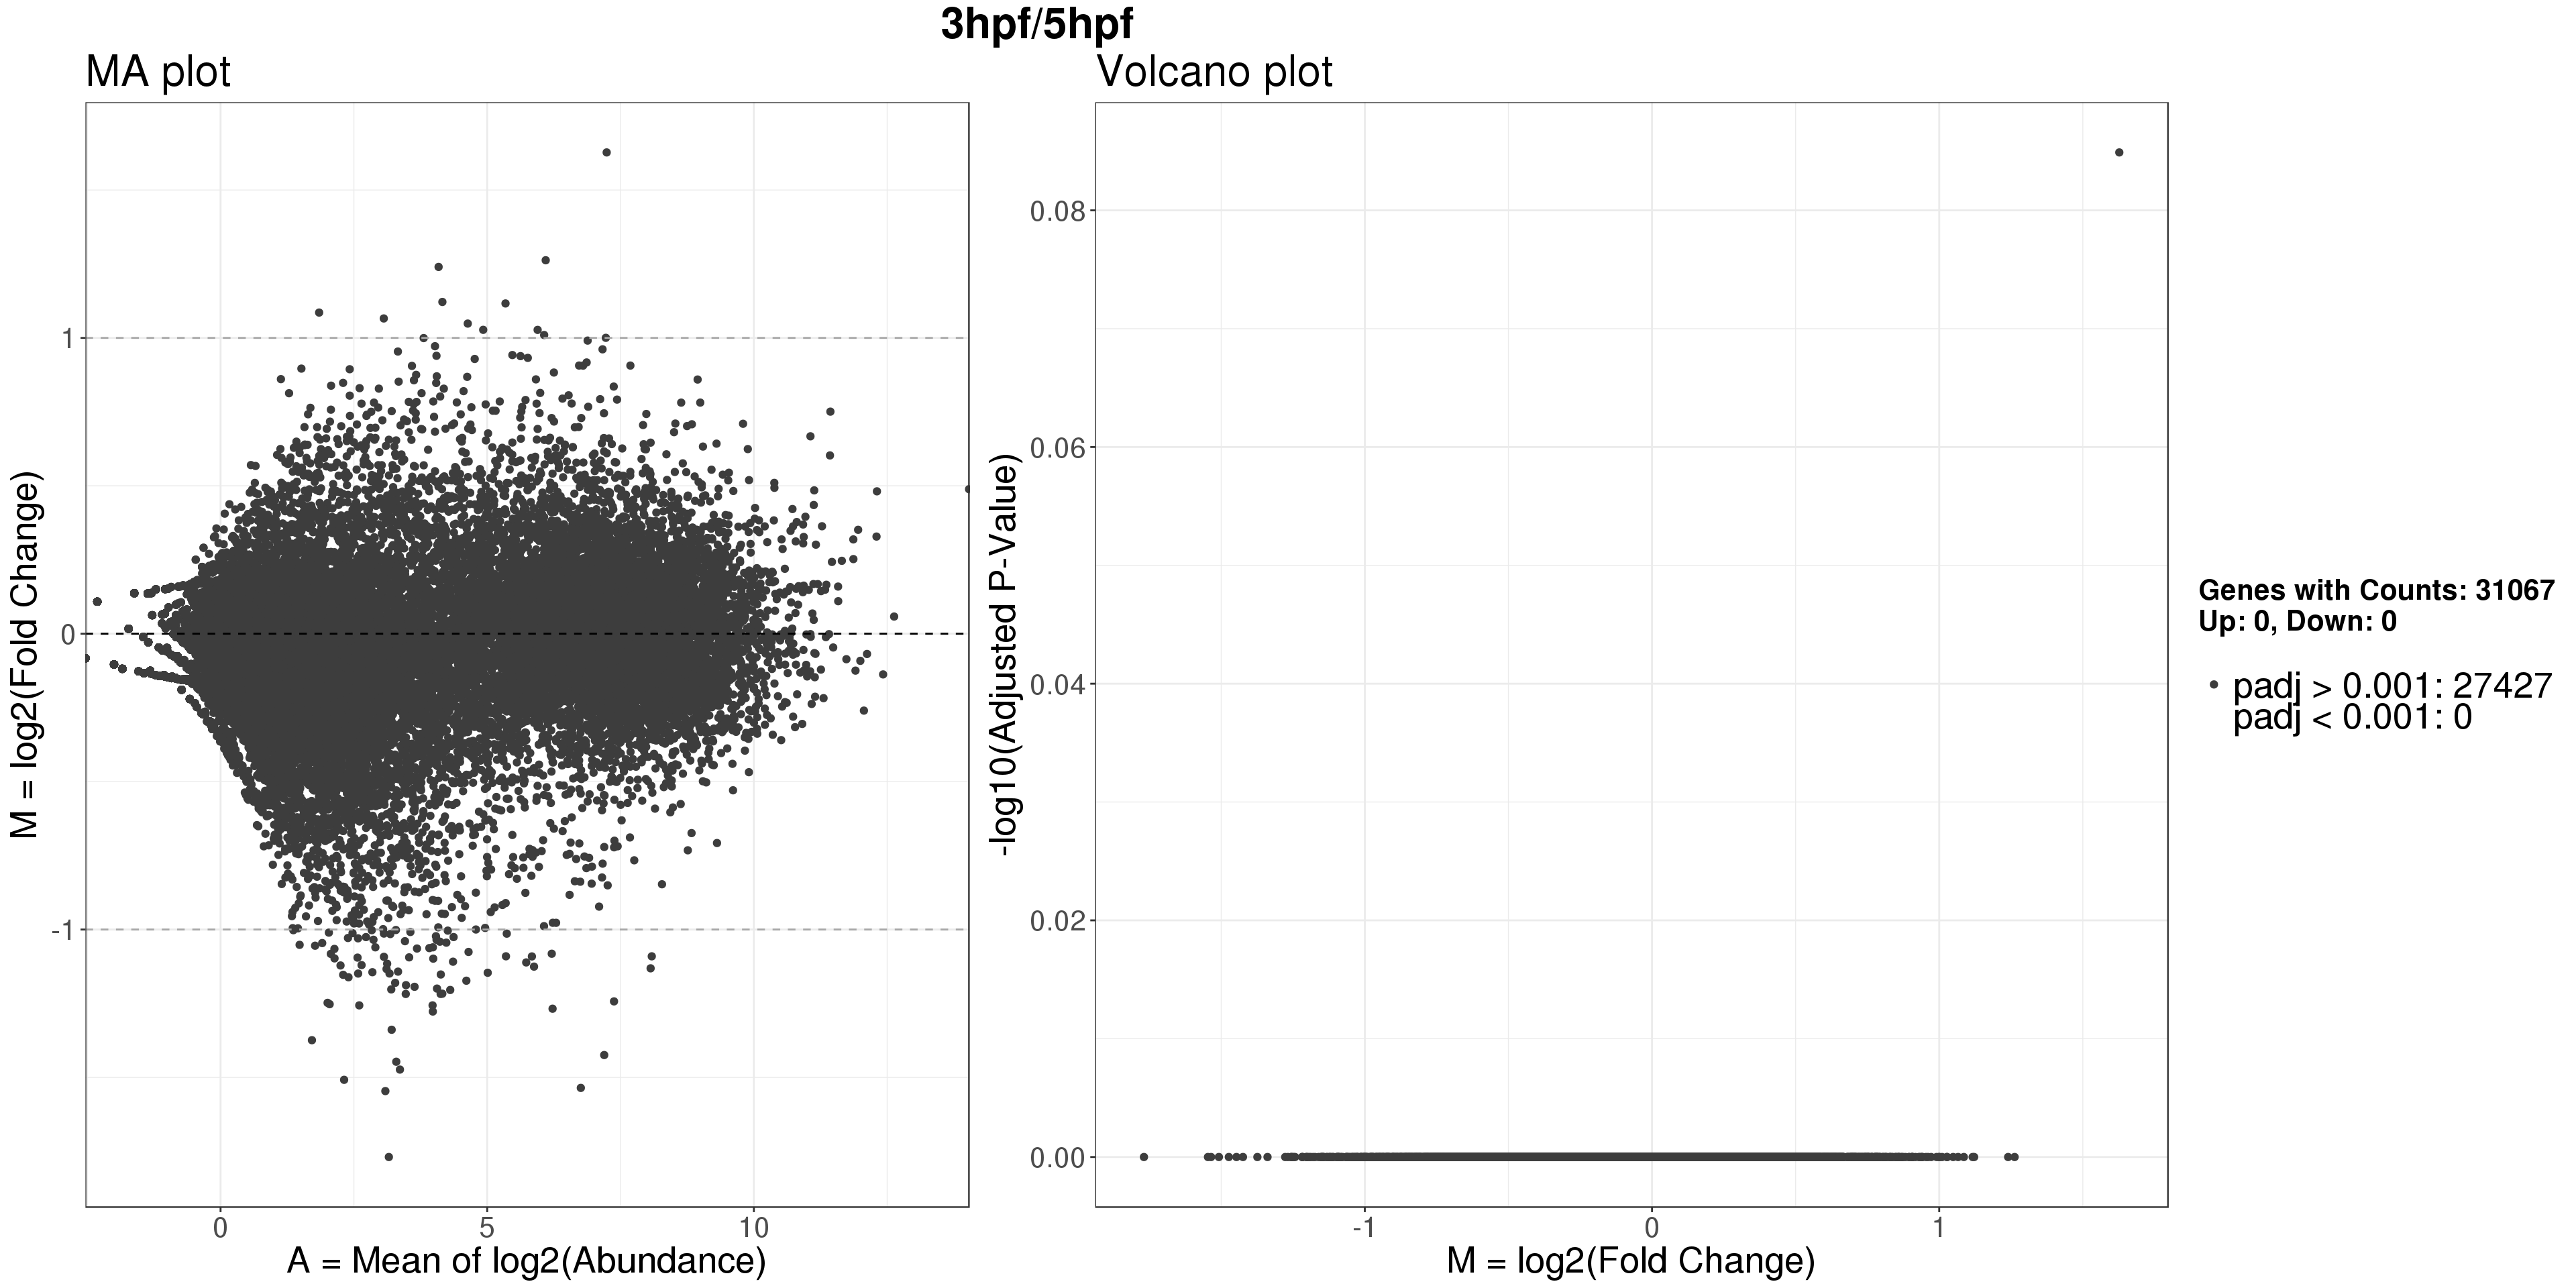 3hpf/5hpf
MA plot
M = log2(Fold Change)
1
0
-1
0
5
10
A = Mean of log2(Abundance)
Volcano plot
-log10(Adjusted P-Value)
0.08
0.06
0.04
0.02
0.00
-1
0
1
M = log2(Fold Change)
Genes with Counts: 31067
Up: 0, Down: 0
padj > 0.001: 27427
padj < 0.001: 0